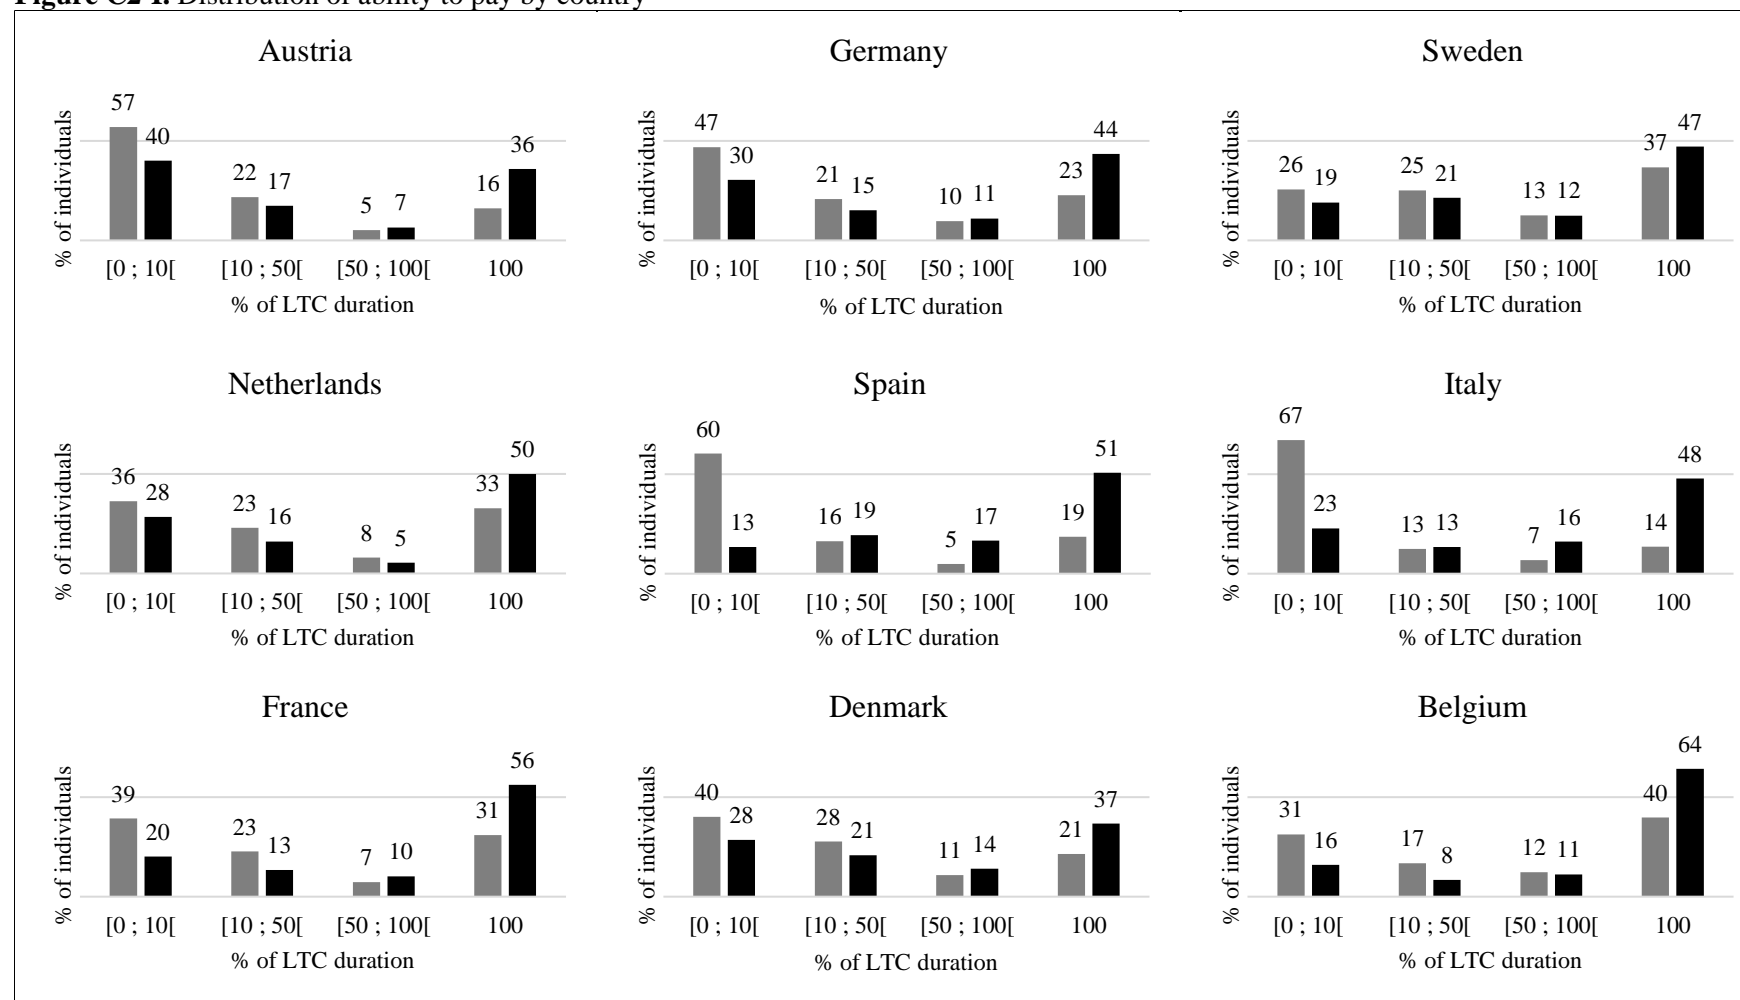 Figure C2-1. Distribution of ability to pay by country
Austria
% of individuals
57
40
22
17
5
7
16
36
[0 ; 10[
[10 ; 50[
[50 ; 100[
100
% of LTC duration
Germany
% of individuals
47
30
21
15
10
11
23
44
[0 ; 10[
[10 ; 50[
[50 ; 100[
100
% of LTC duration
Sweden
% of individuals
26
19
25
21
13
12
37
47
[0 ; 10[
[10 ; 50[
[50 ; 100[
100
% of LTC duration
Netherlands
% of individuals
36
28
23
16
8
5
33
50
[0 ; 10[
[10 ; 50[
[50 ; 100[
100
% of LTC duration
Spain
% of individuals
60
13
16
19
5
17
19
51
[0 ; 10[
[10 ; 50[
[50 ; 100[
100
% of LTC duration
Italy
% of individuals
67
23
13
13
7
16
14
48
[0 ; 10[
[10 ; 50[
[50 ; 100[
100
% of LTC duration
France
% of individuals
39
20
23
13
7
10
31
56
[0 ; 10[
[10 ; 50[
[50 ; 100[
100
% of LTC duration
Denmark
% of individuals
40
28
28
21
11
14
21
37
[0 ; 10[
[10 ; 50[
[50 ; 100[
100
% of LTC duration
Belgium
% of individuals
31
16
17
8
12
11
40
64
[0 ; 10[
[10 ; 50[
[50 ; 100[
100
% of LTC duration